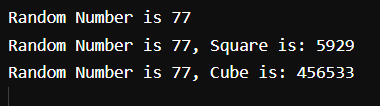 Random Number is 77
Random Number is 77, Square is: 5929
Random Number is 77, Cube is: 456533